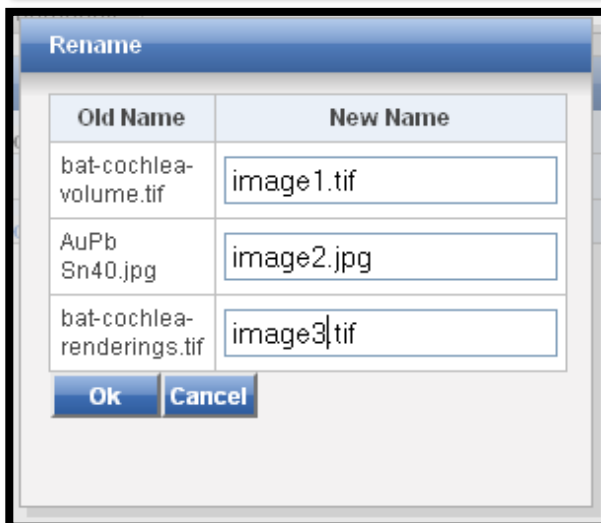 Rename
Old Name New Name
bat-cochlea-
volume.tif
image1.tif
AuPb
Sn40.jpg
image2.jpg
bat-cochlea-
renderings.tif
image3.tif
Ok Cancel